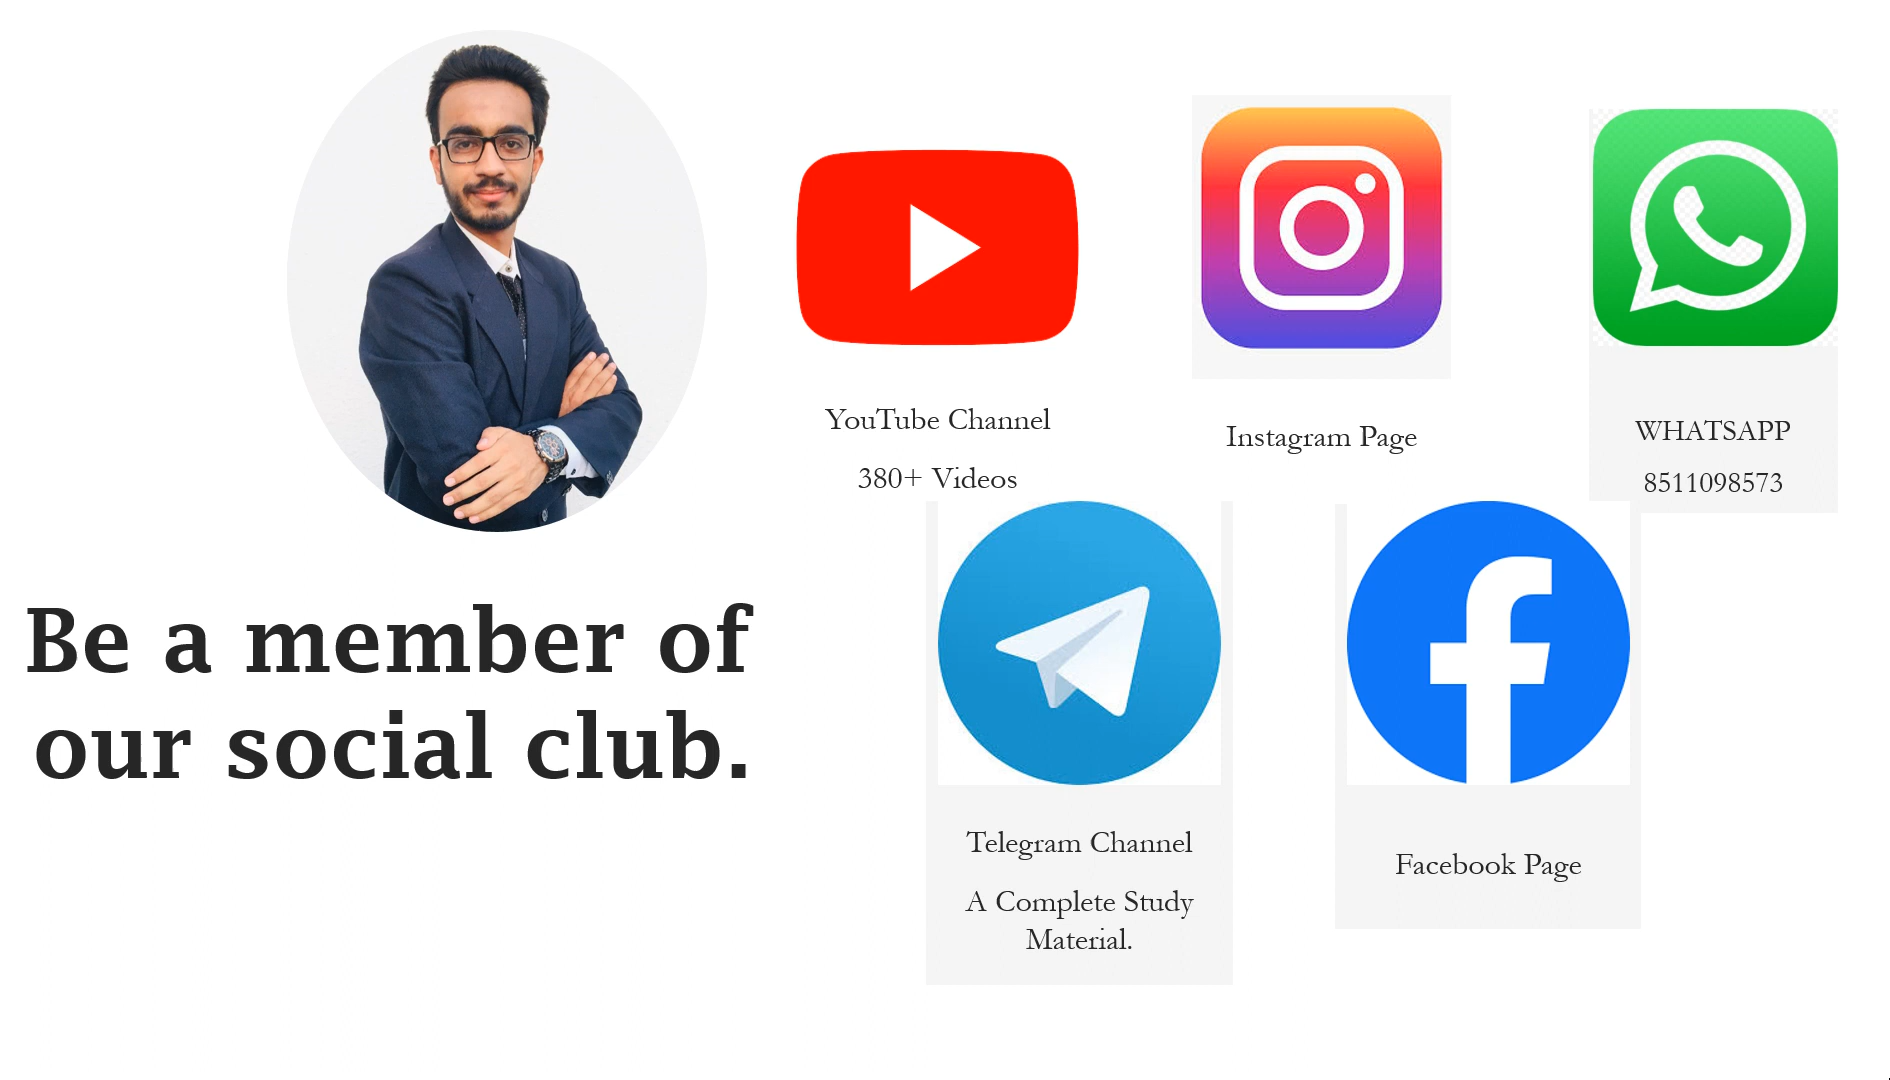 Be a member of
our social club.
YouTube Channel
380+ Videos
Instagram Page
WHATSAPP
8511098573
Telegram Channel
A Complete Study
Material.
Facebook Page